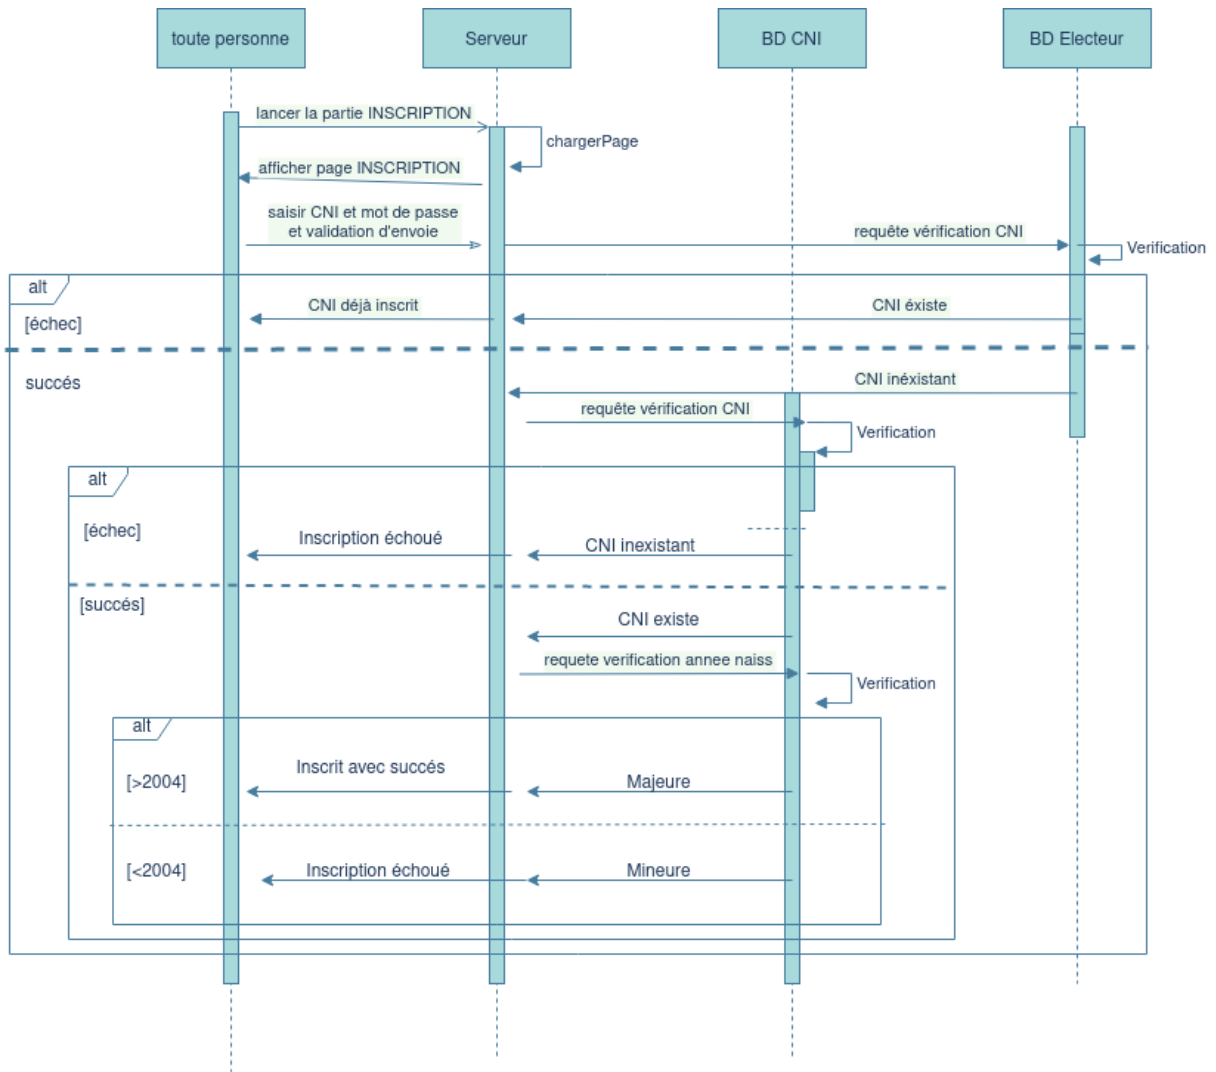 toute personne
Serveur
BD CNI
BD Electeur
lancer la partie INSCRIPTION
chargerPage
afficher page INSCRIPTION
saisir CNI et mot de passe
et validation d'envoie
requête vérification CNI
Verification
alt
CNI déjà inscrit
CNI éxiste
[échec]
succés
CNI inéxistant
requête vérification CNI
Verification
alt
[échec]
Inscription échoué
CNI inexistant
[succés]
CNI existe
requete verification annee naiss
Verification
alt
Inscrit avec succés
[>2004]
Majeure
[<2004]
Inscription échoué
Mineure